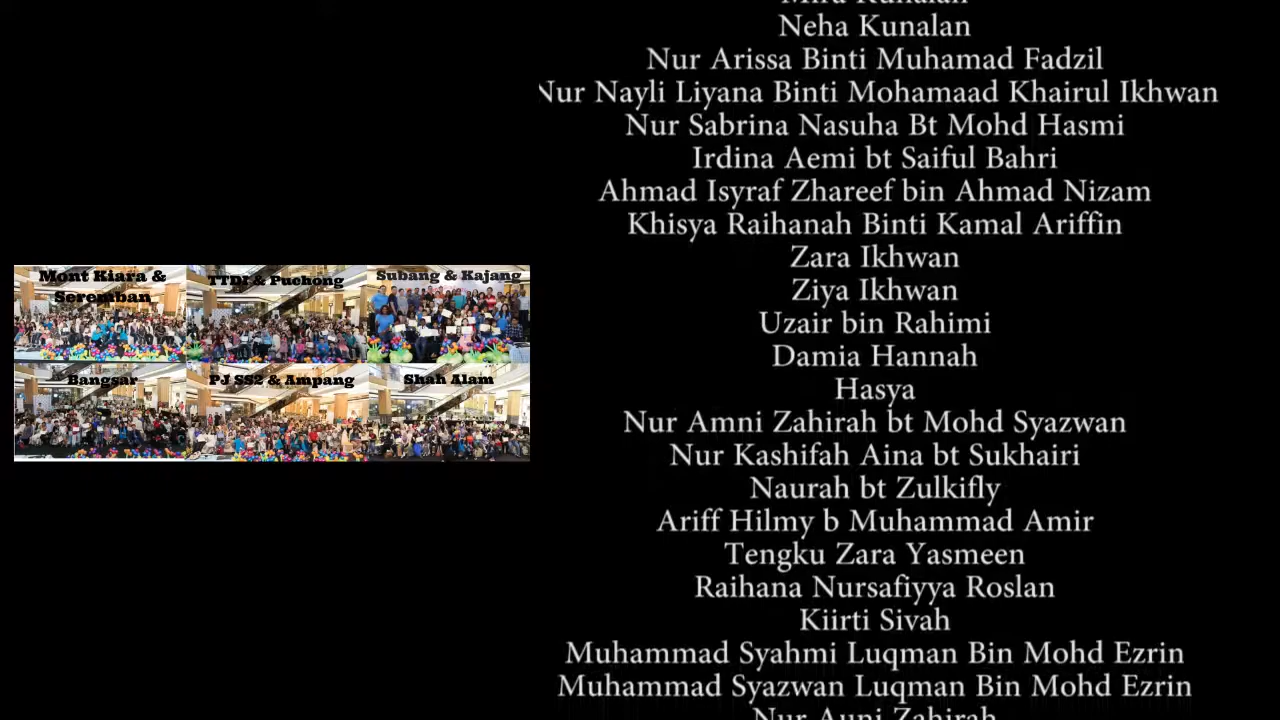 Mont Kiara &
Seremban
TTDI & Puchong
Subang & Kajang
Bangsar
PJ SS2 & Ampang
Shah Alam
Kunalan
Neha Kunalan
Nur Arissa Binti Muhamad Fadzil
Nur Nayli Liyana Binti Mohamaad Khairul Ikhwan
Nur Sabrina Nasuha Bt Mohd Hasmi
Irdina Aemi bt Saiful Bahri
Ahmad Isyraf Zhareef bin Ahmad Nizam
Khisya Raihanah Binti Kamal Ariffin
Zara Ikhwan
Ziya Ikhwan
Uzair bin Rahimi
Damia Hannah
Hasya
Nur Amni Zahirah bt Mohd Syazwan
Nur Kashifah Aina bt Sukhairi
Naurah bt Zulkifly
Ariff Hilmy b Muhammad Amir
Tengku Zara Yasmeen
Raihana Nursafiyya Roslan
Kiirti Sivah
Muhammad Syahmi Luqman Bin Mohd Ezrin
Muhammad Syazwan Luqman Bin Mohd Ezrin
Nur Auni Zahirah